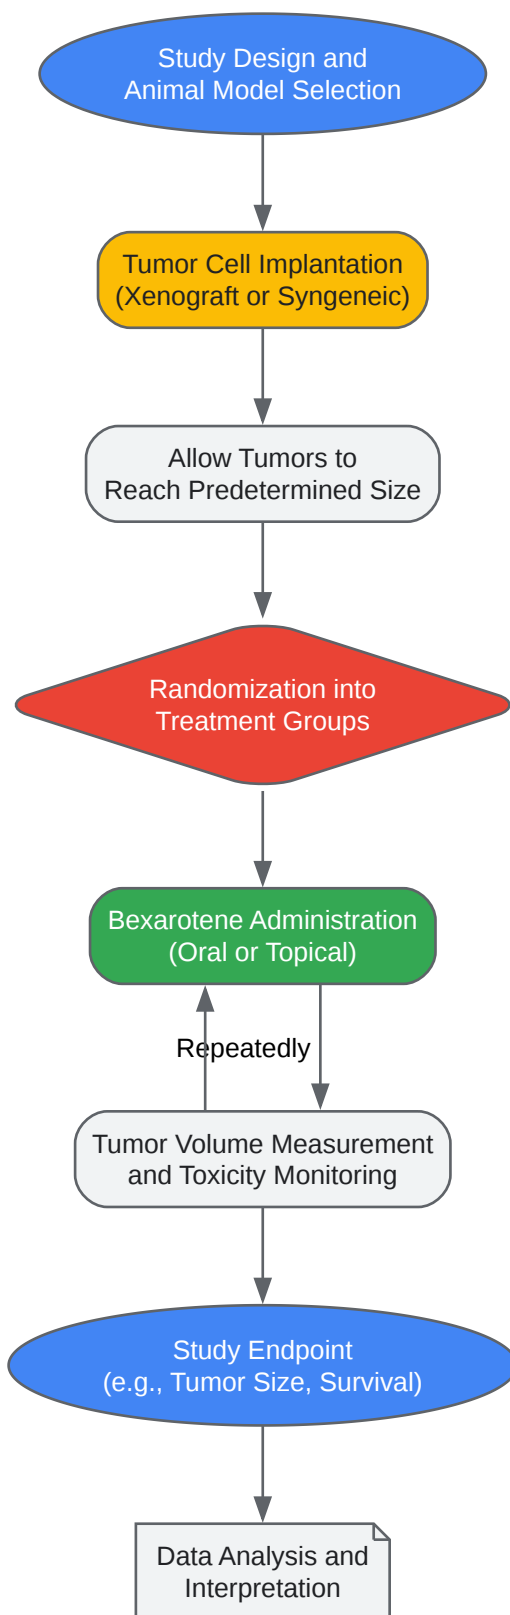 Study Design and
Animal Model Selection
Tumor Cell Implantation
(Xenograft or Syngeneic)
Allow Tumors to
Reach Predetermined Size
Randomization into
Treatment Groups
Bexarotene Administration
(Oral or Topical)
Repeatedly
Tumor Volume Measurement
and Toxicity Monitoring
Study Endpoint
(e.g., Tumor Size, Survival)
Data Analysis and
Interpretation